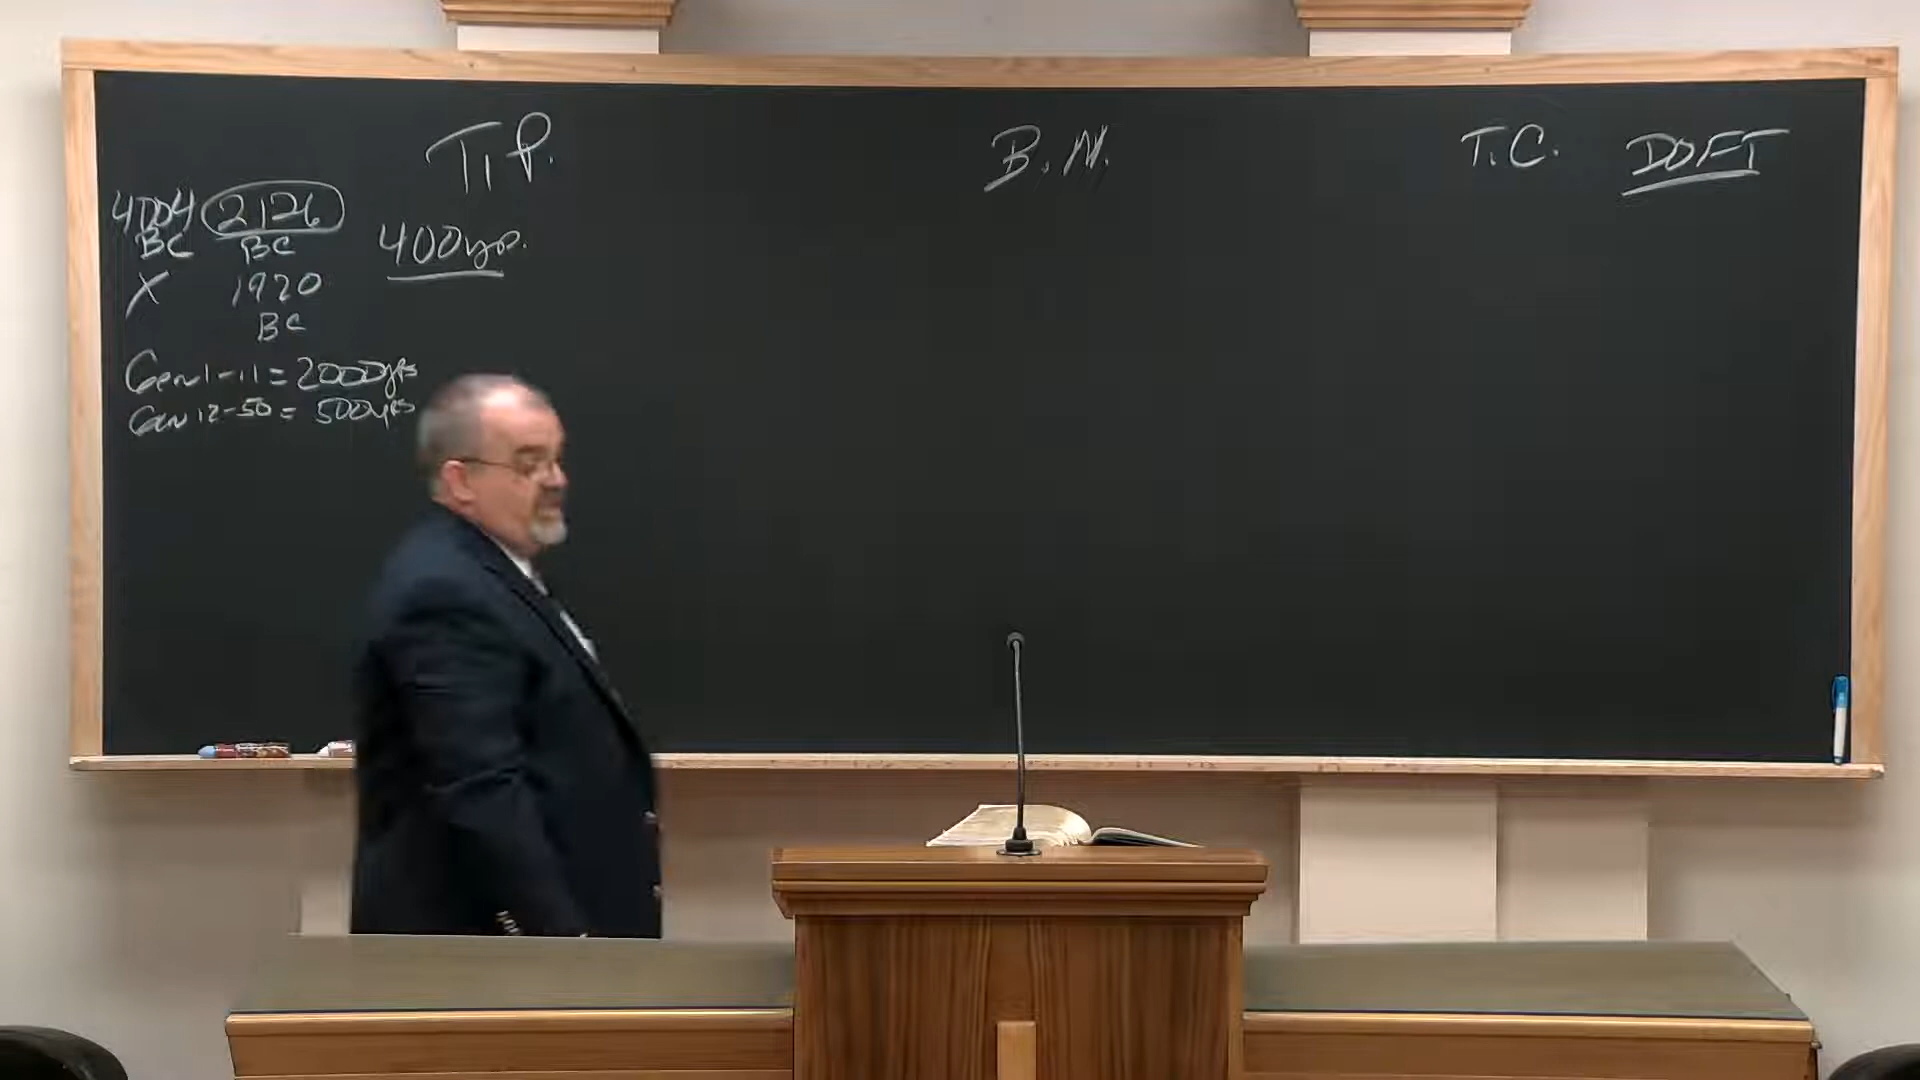 T.P.
B.N.
T.C. DOFT
4004 2126
BC BC
400yrs.
X 1920
BC
Gen 1-11 = 2000yrs
Gen 12-50 = 500yrs